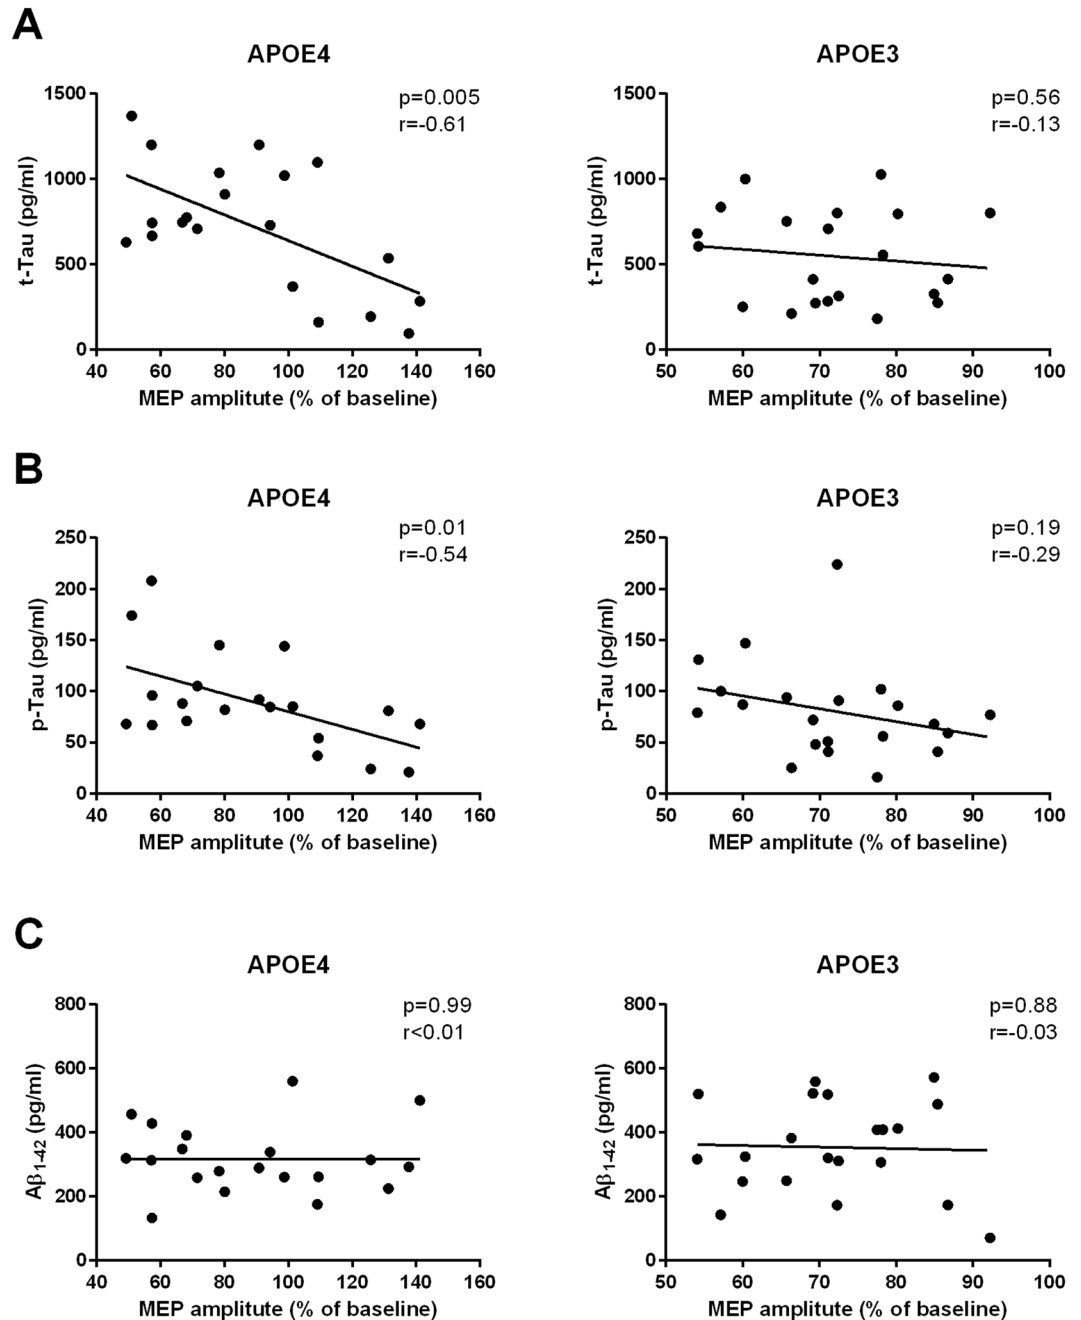 A
APOE4
p=0.005
r=-0.61
1500
1000
500
0
t-Tau (pg/ml)
40 60 80 100 120 140 160
MEP amplitute (% of baseline)
APOE3
p=0.56
r=-0.13
1500
1000
500
0
t-Tau (pg/ml)
50 60 70 80 90 100
MEP amplitute (% of baseline)
B
APOE4
p=0.01
r=-0.54
250
200
150
100
50
0
p-Tau (pg/ml)
40 60 80 100 120 140 160
MEP amplitute (% of baseline)
APOE3
p=0.19
r=-0.29
250
200
150
100
50
0
p-Tau (pg/ml)
50 60 70 80 90 100
MEP amplitute (% of baseline)
C
APOE4
p=0.99
r<0.01
800
600
400
200
0
Aβ1-42 (pg/ml)
40 60 80 100 120 140 160
MEP amplitute (% of baseline)
APOE3
p=0.88
r=-0.03
800
600
400
200
0
Aβ1-42 (pg/ml)
50 60 70 80 90 100
MEP amplitute (% of baseline)